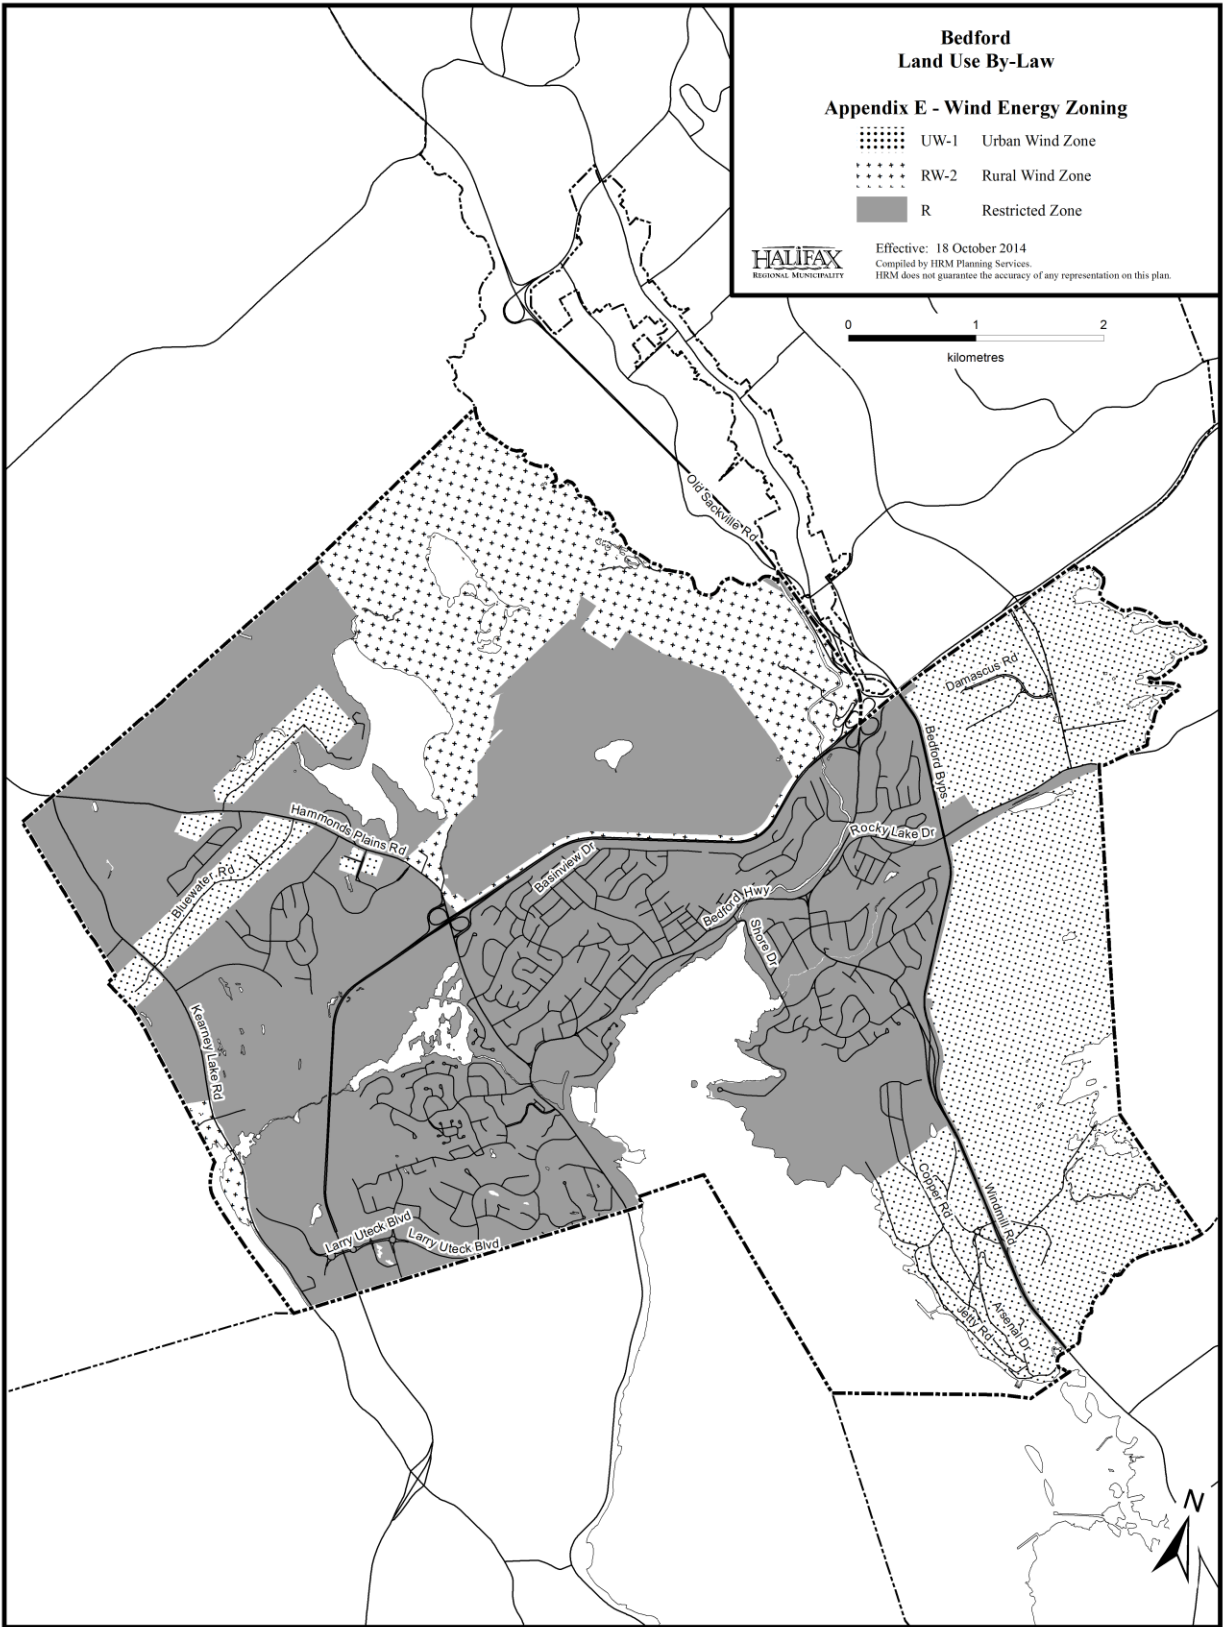 Bedford
Land Use By-Law
Appendix E - Wind Energy Zoning
UW-1 Urban Wind Zone
RW-2 Rural Wind Zone
R Restricted Zone
HALIFAX
REGIONAL MUNICIPALITY
Effective: 18 October 2014
Compiled by HRM Planning Services.
HRM does not guarantee the accuracy of any representation on this plan.
0 1 2
kilometres
Old Sackville Rd
Damascus Rd
Bedford Byps
Rocky Lake Dr
Hammonds Plains Rd
Basinview Dr
Bluewater Rd
Bedford Hwy
Shore Dr
Kearney Lake Rd
Copper Rd
Windmill Rd
Larry Uteck Blvd
Larry Uteck Blvd
Jetty Rd
Arsenal Dr
N